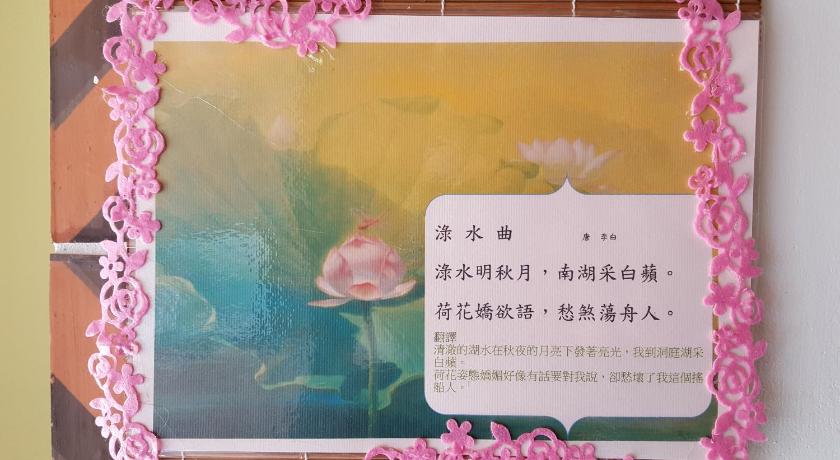 淥水曲 唐 李白
淥水明秋月，南湖采白蘋。
荷花嬌欲語，愁煞蕩舟人。
翻譯
清澈的湖水在秋夜的月亮下發著亮光，我到洞庭湖采
白蘋。
荷花姿態嬌媚好像有話要對我說，卻愁壞了我這個搖
船人。